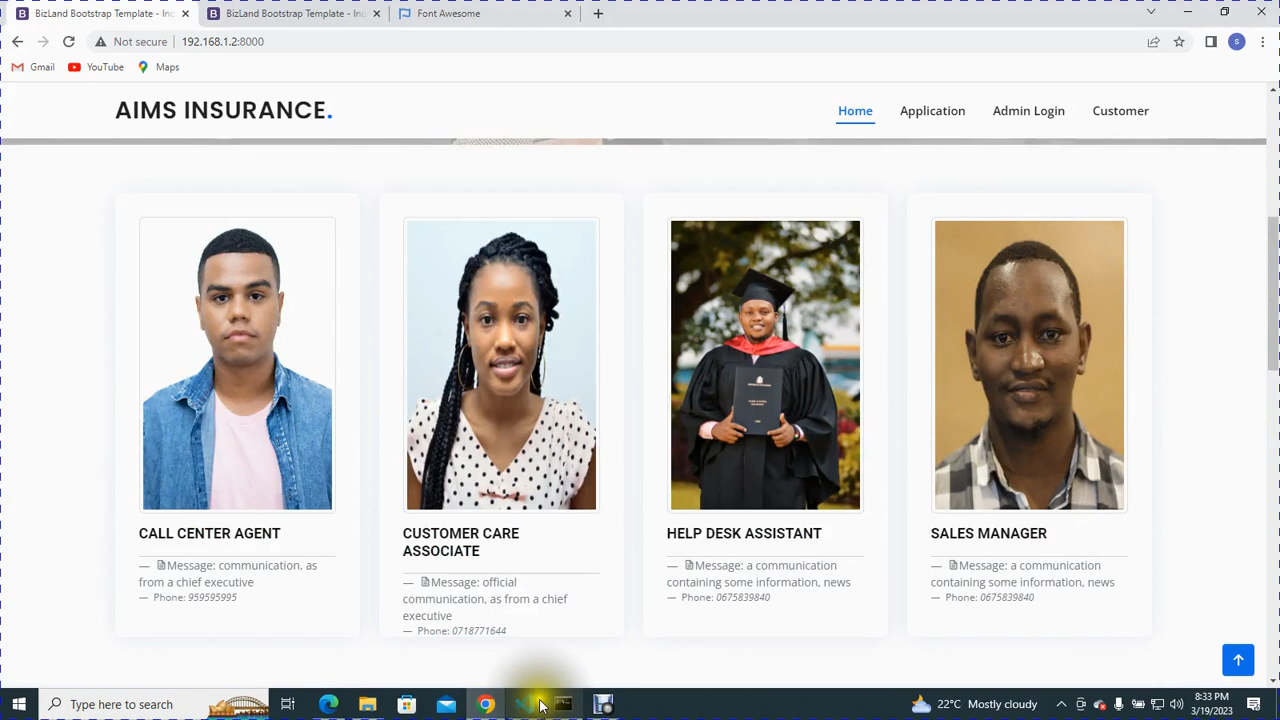 BizLand Bootstrap Template - Ind
BizLand Bootstrap Template - Ind
Font Awesome
Not secure
192.168.1.2:8000
S
Gmail
YouTube
Maps
AIMS INSURANCE.
Home
Application
Admin Login
Customer
CALL CENTER AGENT
— Message: communication, as
from a chief executive
— Phone: 959595995
CUSTOMER CARE
ASSOCIATE
— Message: official
communication, as from a chief
executive
— Phone: 0718771644
HELP DESK ASSISTANT
— Message: a communication
containing some information, news
— Phone: 0675839840
SALES MANAGER
— Message: a communication
containing some information, news
— Phone: 0675839840
Type here to search
22°C Mostly cloudy
8:33 PM
3/19/2023